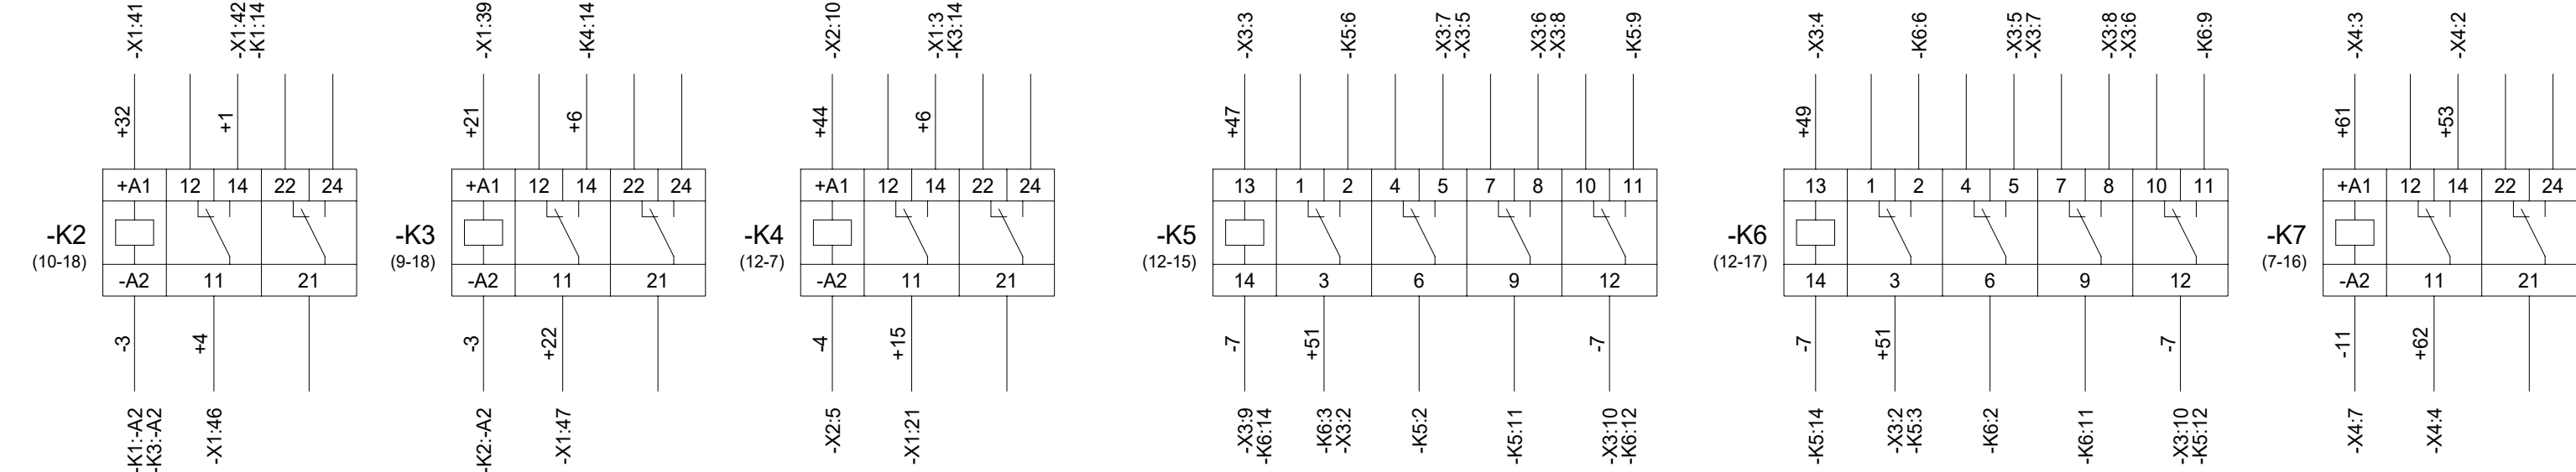 -X1:41
-X1:42
-K1:14
-X1:39
-K4:14
-X2:10
-X1:3
-K3:14
-X3:3
-K5:6
-X3:7
-X3:5
-X3:6
-X3:8
-K5:9
-X3:4
-K6:6
-X3:5
-X3:7
-X3:8
-X3:6
-K6:9
-X4:3
-X4:2
+32
+1
+21
+6
+44
+6
+47
+49
+61
+53
+A1 12 14 22 24
+A1 12 14 22 24
+A1 12 14 22 24
13 1 2 4 5 7 8 10 11
13 1 2 4 5 7 8 10 11
+A1 12 14 22 24
-K2
(10-18)
-K3
(9-18)
-K4
(12-7)
-K5
(12-15)
-K6
(12-17)
-K7
(7-16)
-A2 11 21
-A2 11 21
-A2 11 21
14 3 6 9 12
14 3 6 9 12
-A2 11 21
-3
+4
-3
+22
-4
+15
-7
+51
-7
-7
+51
-7
-11
+62
-K1:-A2
-K3:-A2
-X1:46
-K2:-A2
-X1:47
-X2:5
-X1:21
-X3:9
-K6:14
-K6:3
-X3:2
-K5:2
-K5:11
-X3:10
-K6:12
-K5:14
-X3:2
-K5:3
-K6:2
-K6:11
-X3:10
-K5:12
-X4:7
-X4:4